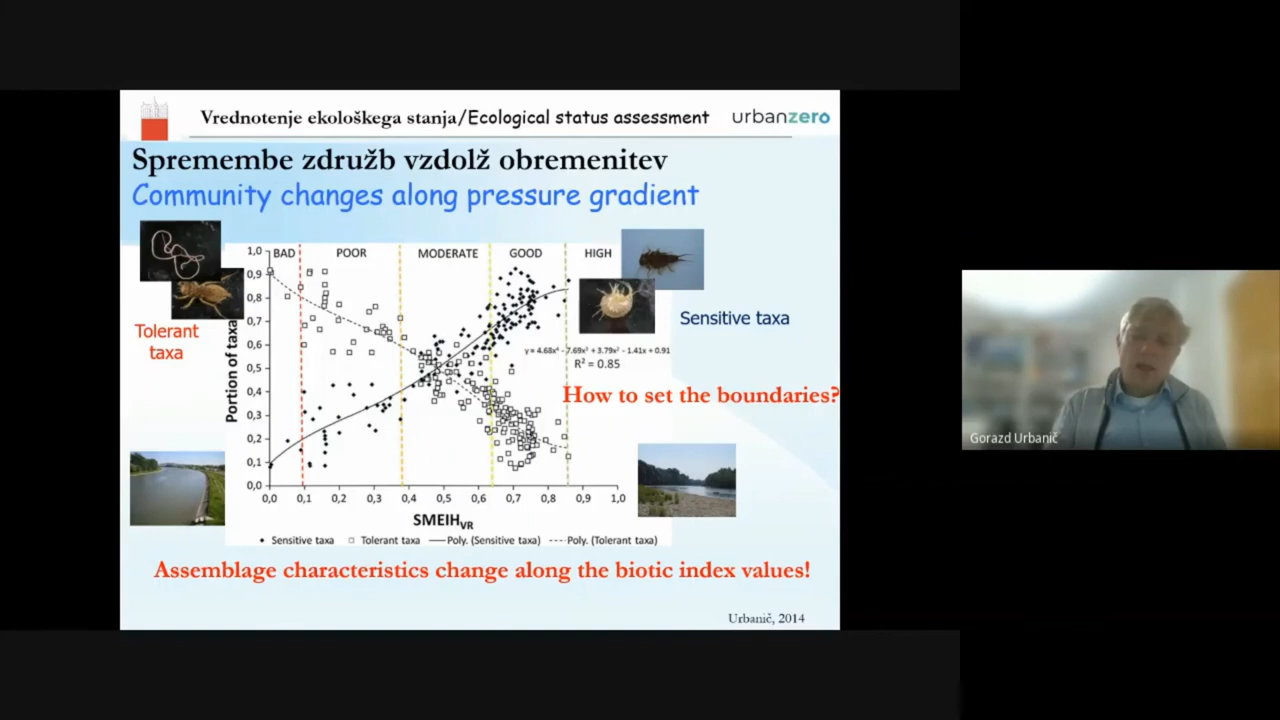 Vrednotenje ekološkega stanja/Ecological status assessment
urbanzero
Spremembe združb vzdolž obremenitev
Community changes along pressure gradient
BAD POOR MODERATE GOOD HIGH
1,0
0,9
0,8
0,7
0,6
0,5
0,4
0,3
0,2
0,1
0,0
Portion of taxa
Tolerant
taxa
Sensitive taxa
y = 4.68x⁴ - 7.69x³ + 3.79x² - 1.41x + 0.91
R² = 0.85
How to set the boundaries?
0,0 0,1 0,2 0,3 0,4 0,5 0,6 0,7 0,8 0,9 1,0
SMEIHVR
Sensitive taxa Tolerant taxa Poly. (Sensitive taxa) Poly. (Tolerant taxa)
Assemblage characteristics change along the biotic index values!
Urbanič, 2014
Gorazd Urbanič